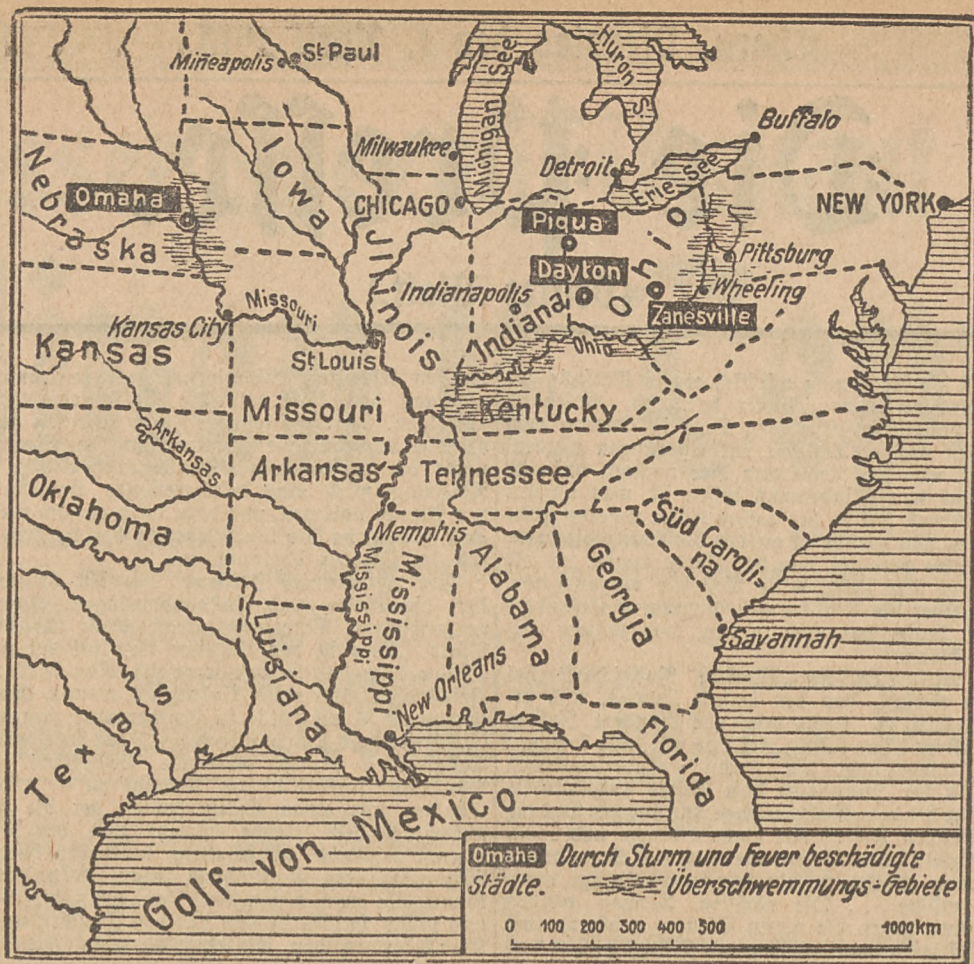 St. Paul
Mineapolis
Michigan See
Huron S.
Buffalo
Milwaukee
Detroit
Erie See
Iowa
Nebraska
Omaha
CHICAGO
NEW YORK
Piqua
Ohio
Pittsburg
Dayton
Jllinois
Indianapolis
Wheeling
Missouri
Indiana
Zanesville
Kansas City
Ohio
Kansas
St. Louis
Missouri
Kentucky
Arkansas
Arkansas
Tennessee
Oklahoma
Memphis
Süd Caroli=
na
Mississippi
Mississippi
Alabama
Georgia
Luisiana
Savannah
New Orleans
Texas
Florida
Golf von Mexico
Omaha Durch Sturm und Feuer beschädigte
Städte. Überschwemmungs=Gebiete
0 100 200 300 400 500 1000 km